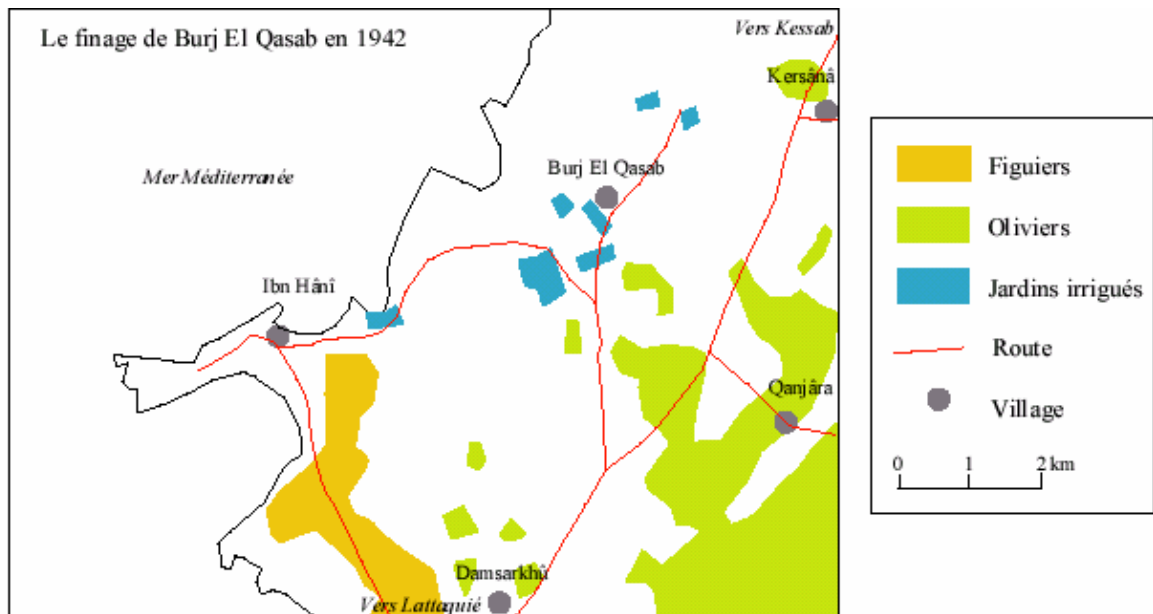 Le finage de Burj El Qasab en 1942
Vers Kessab
Kersânâ
Mer Méditerranée
Burj El Qasab
Ibn Hânî
Qanjâra
Damsarkhû
Vers Lattaquié
Figuiers
Oliviers
Jardins irrigués
Route
Village
0 1 2 km